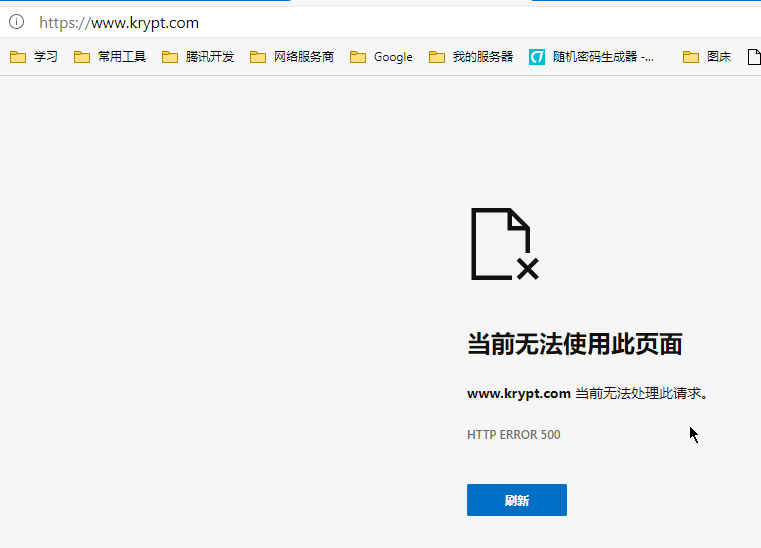 https://www.krypt.com
学习 常用工具 腾讯开发 网络服务商 Google 我的服务器 随机密码生成器 -... 图床
当前无法使用此页面
www.krypt.com 当前无法处理此请求。
HTTP ERROR 500
刷新